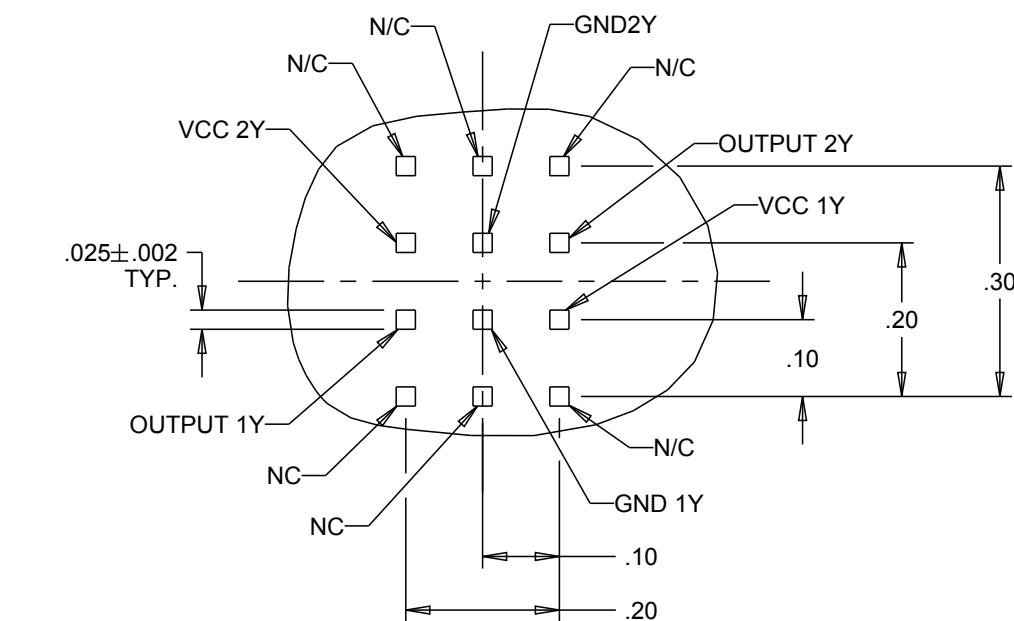 N/C
GND2Y
N/C
N/C
VCC 2Y
OUTPUT 2Y
VCC 1Y
.025±.002
TYP.
.30
.20
.10
OUTPUT 1Y
N/C
NC
GND 1Y
NC
.10
.20